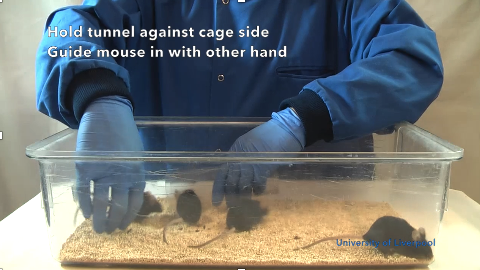 Hold tunnel against cage side
Guide mouse in with other hand
University of Liverpool